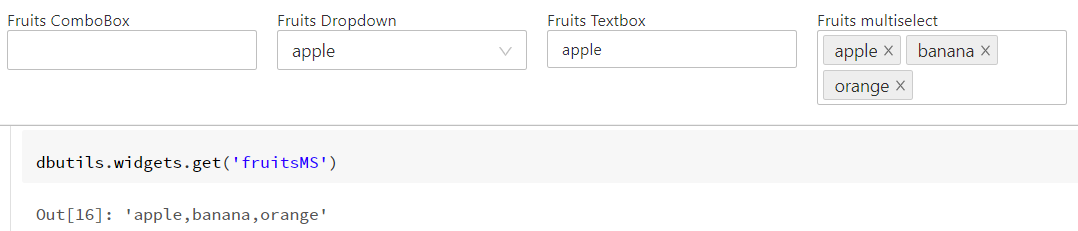 Fruits ComboBox Fruits Dropdown Fruits Textbox Fruits multiselect
apple apple apple × banana ×
orange ×
dbutils.widgets.get('fruitsMS')
Out[16]: 'apple,banana,orange'